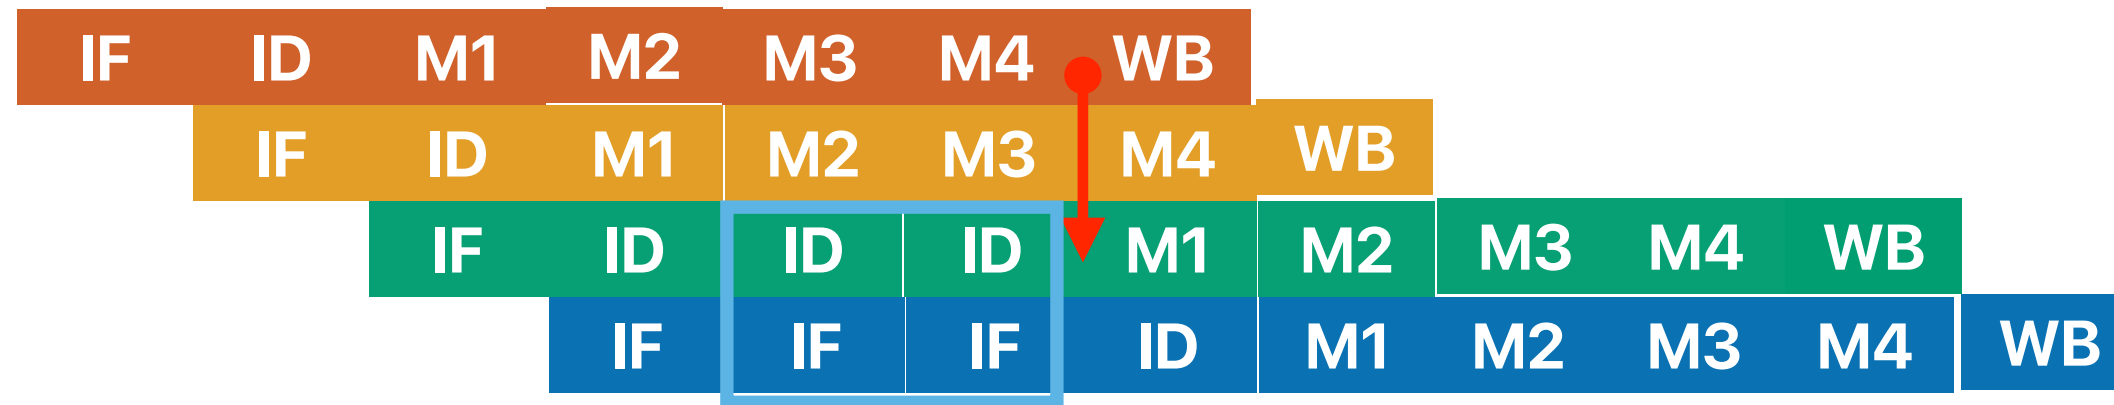 IF ID M1 M2 M3 M4 WB
IF ID M1 M2 M3 M4 WB
IF ID ID ID M1 M2 M3 M4 WB
IF IF IF ID M1 M2 M3 M4 WB